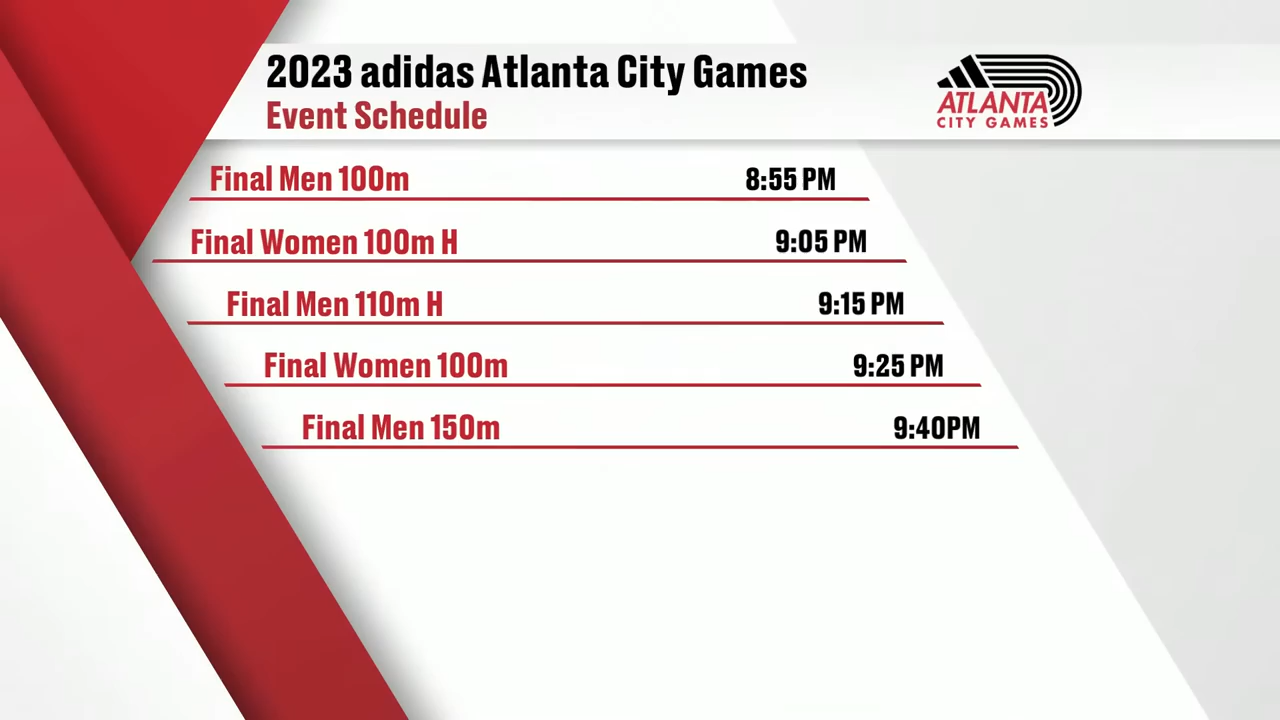 2023 adidas Atlanta City Games
Event Schedule
ATLANTA
CITY GAMES
Final Men 100m 8:55 PM
Final Women 100m H 9:05 PM
Final Men 110m H 9:15 PM
Final Women 100m 9:25 PM
Final Men 150m 9:40PM